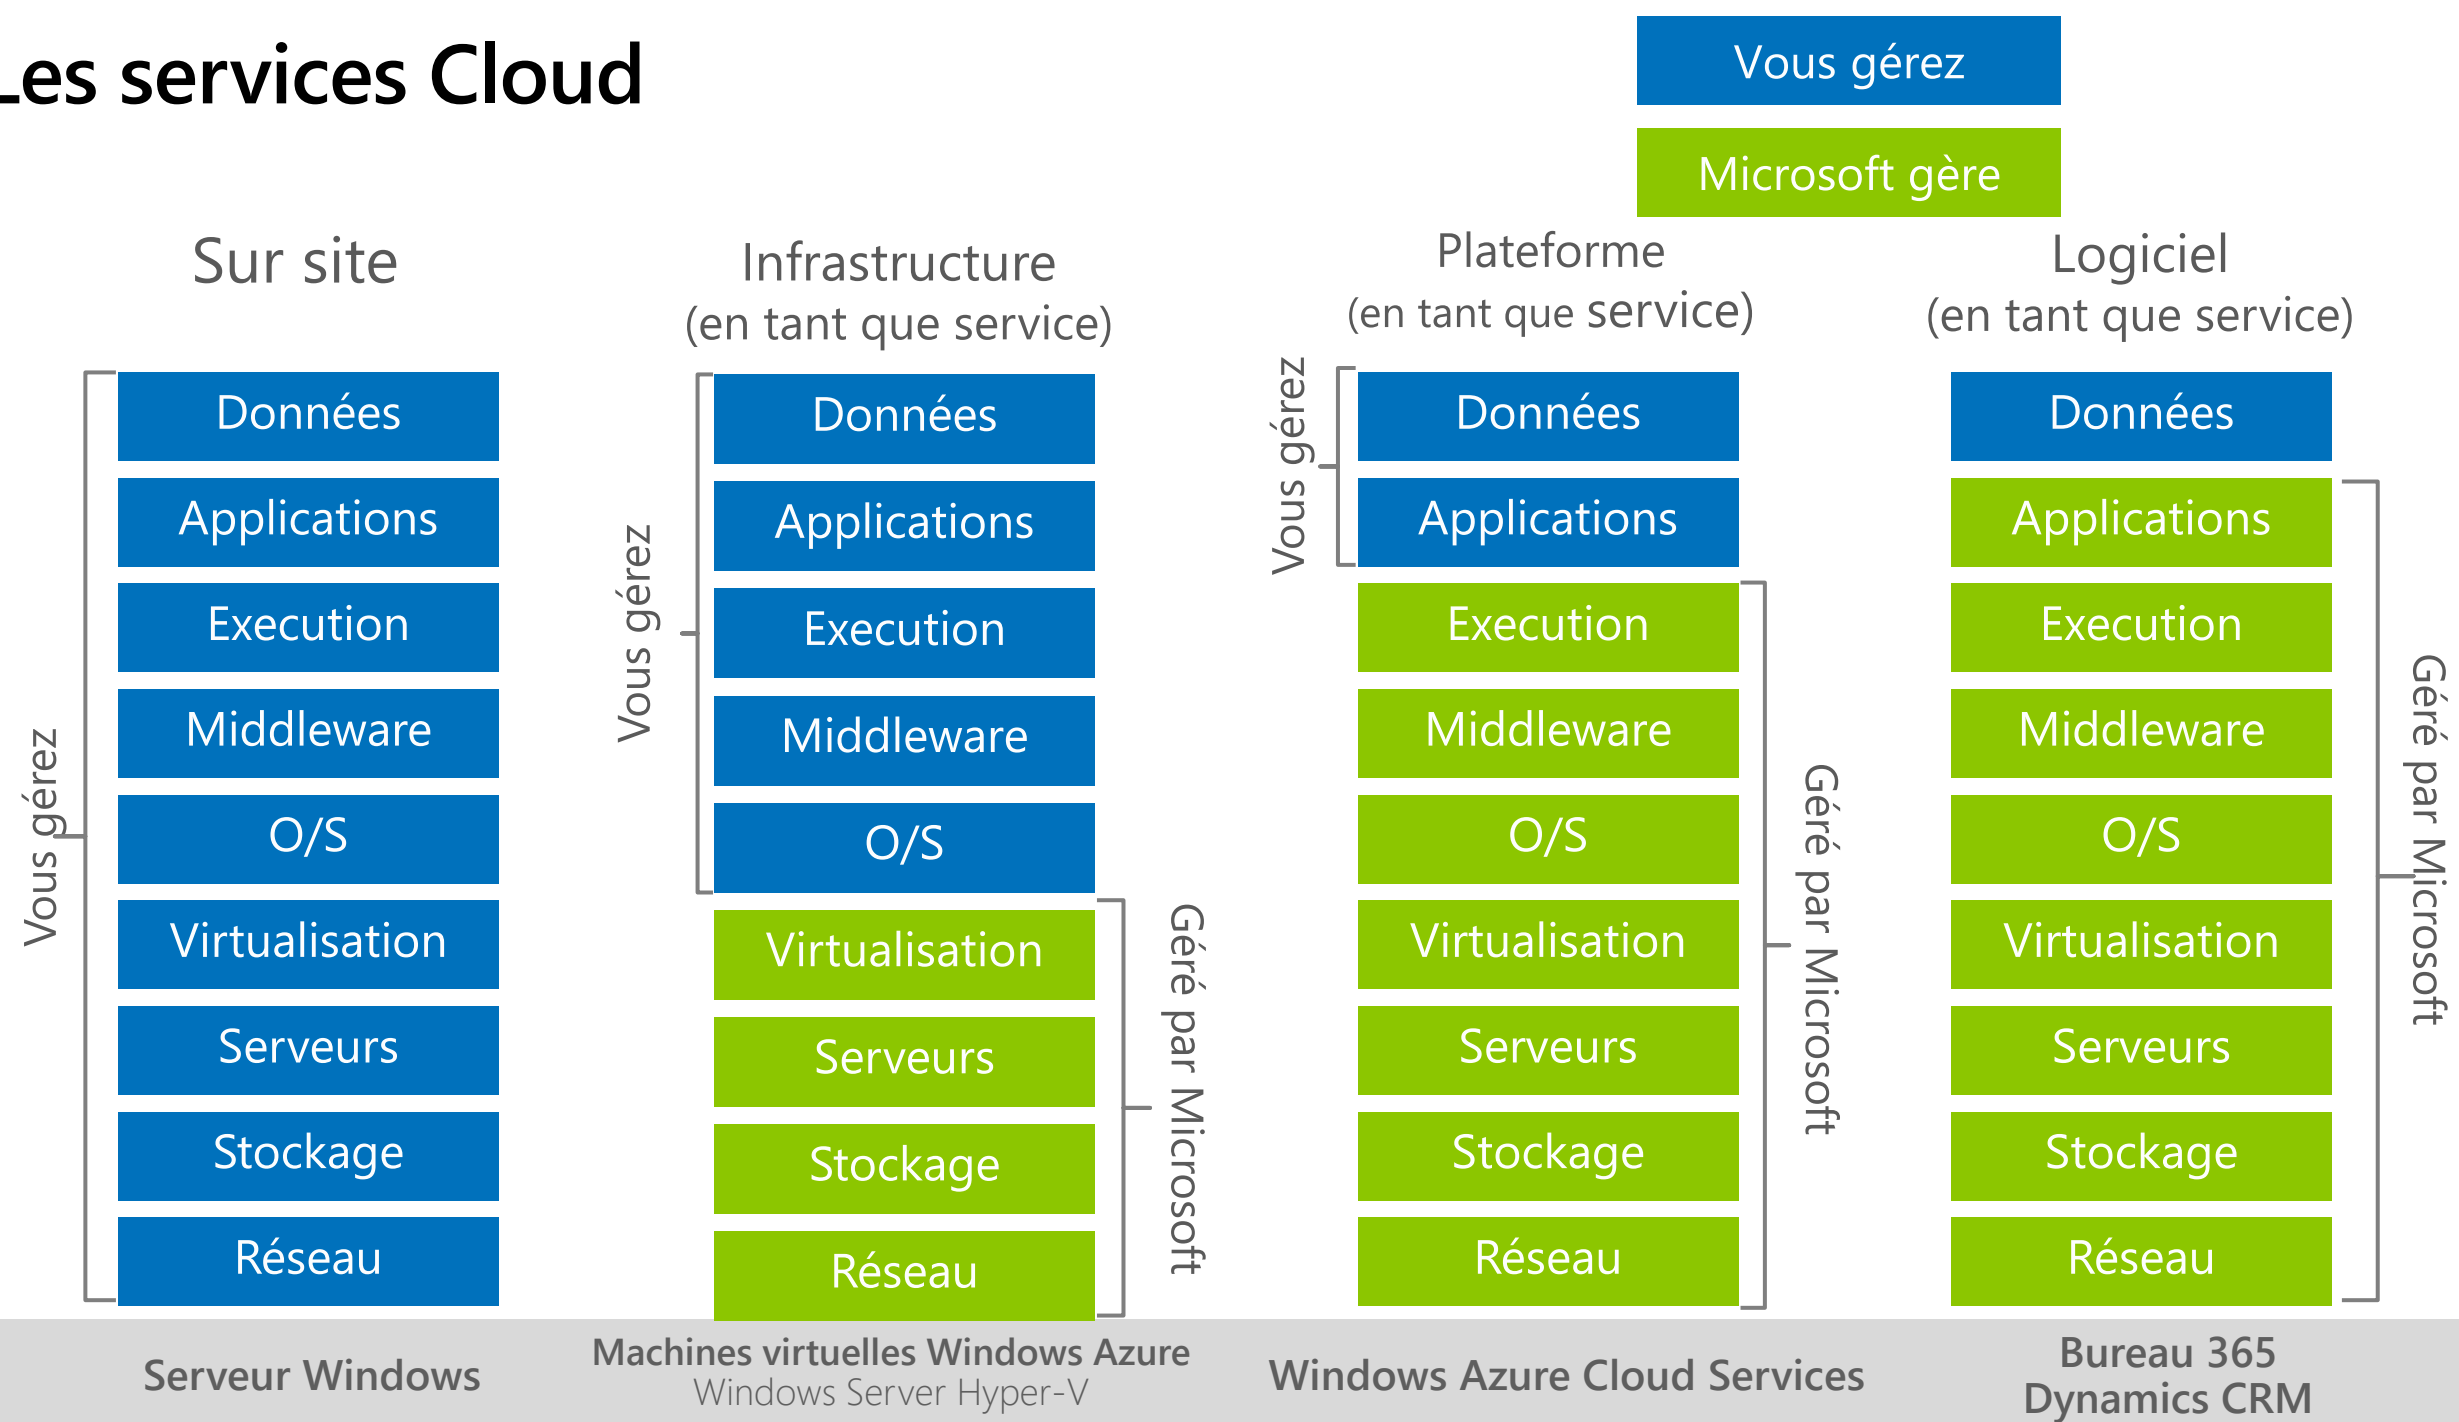 Les services Cloud
Vous gérez
Microsoft gère
Sur site
Vous gérez
Données
Applications
Execution
Middleware
O/S
Virtualisation
Serveurs
Stockage
Réseau
Serveur Windows
Infrastructure
(en tant que service)
Vous gérez
Données
Applications
Execution
Middleware
O/S
Virtualisation
Serveurs
Stockage
Réseau
Géré par Microsoft
Machines virtuelles Windows Azure
Windows Server Hyper-V
Plateforme
(en tant que service)
Vous gérez
Données
Applications
Execution
Middleware
O/S
Virtualisation
Serveurs
Stockage
Réseau
Géré par Microsoft
Windows Azure Cloud Services
Logiciel
(en tant que service)
Données
Applications
Execution
Middleware
O/S
Virtualisation
Serveurs
Stockage
Réseau
Géré par Microsoft
Bureau 365
Dynamics CRM